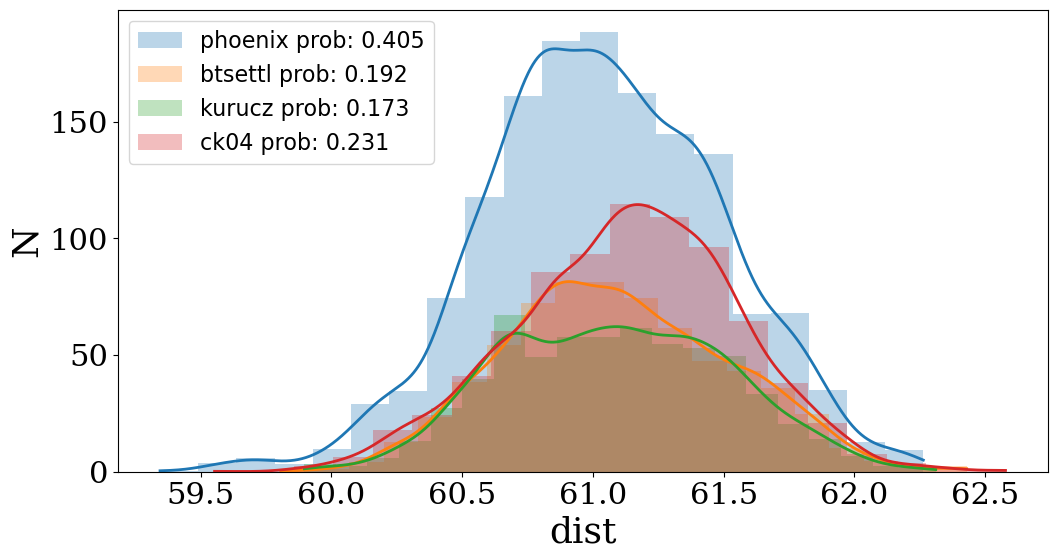 phoenix prob: 0.405
btsettl prob: 0.192
kurucz prob: 0.173
ck04 prob: 0.231
150
100
50
0
N
59.5 60.0 60.5 61.0 61.5 62.0 62.5
dist